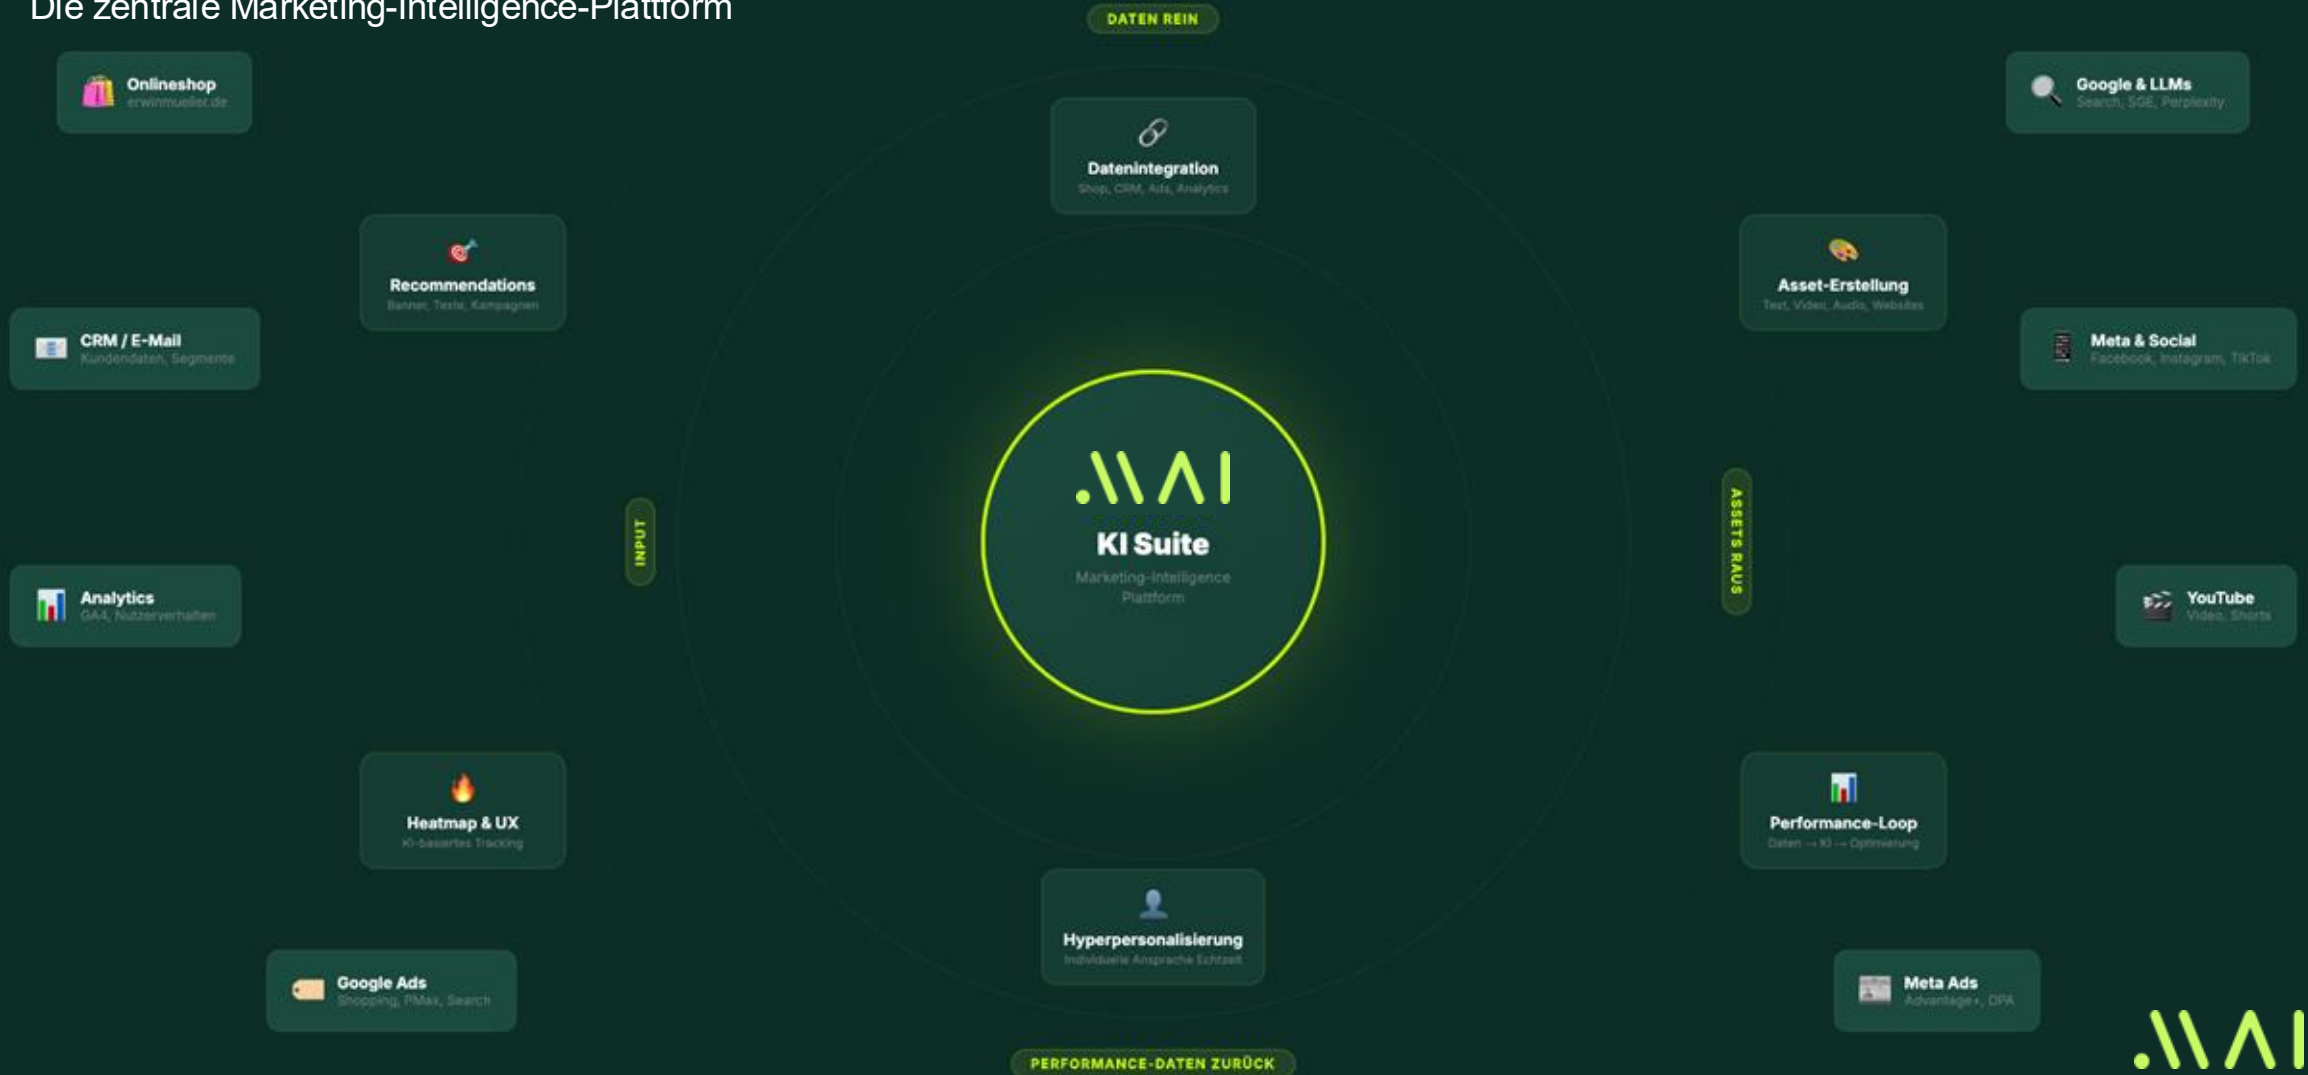 Die zentrale Marketing-Intelligence-Plattform
DATEN REIN
Onlineshop
erwinmueller.de
Google & LLMs
Search, SGE, Perplexity
Datenintegration
Shop, CRM, Ads, Analytics
Recommendations
Banner, Texte, Kampagnen
Asset-Erstellung
Text, Video, Audio, Websites
CRM / E-Mail
Kundendaten, Segmente
Meta & Social
Facebook, Instagram, TikTok
MAI
KI Suite
Marketing-Intelligence
Plattform
INPUT
ASSETS RAUS
Analytics
GA4, Nutzerverhalten
YouTube
Video, Shorts
Heatmap & UX
KI-basiertes Tracking
Performance-Loop
Daten → KI → Optimierung
Hyperpersonalisierung
Individuelle Ansprache Echtzeit
Google Ads
Shopping, PMax, Search
Meta Ads
Advantage+, DPA
PERFORMANCE-DATEN ZURÜCK
MAI